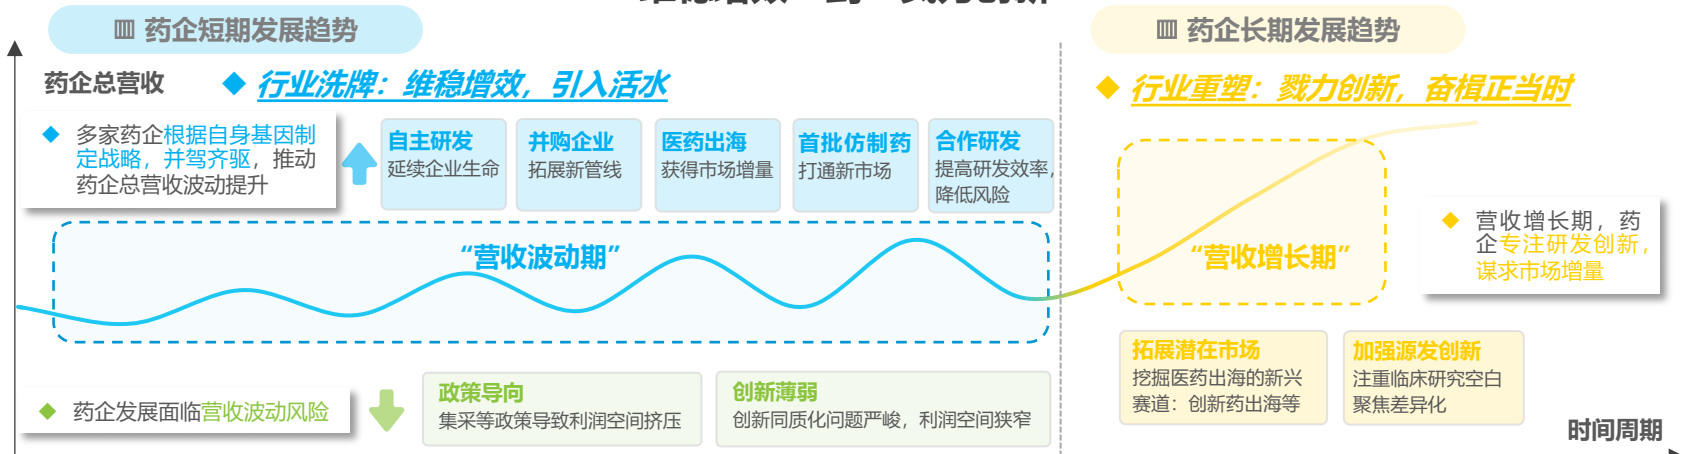 药企短期发展趋势
药企长期发展趋势
药企总营收
行业洗牌：维稳增效，引入活水
行业重塑：戮力创新，奋楫正当时
多家药企根据自身基因制
定战略，并驾齐驱，推动
药企总营收波动提升
自主研发
延续企业生命
并购企业
拓展新管线
医药出海
获得市场增量
首批仿制药
打通新市场
合作研发
提高研发效率，
降低风险
“营收波动期”
“营收增长期”
营收增长期，药
企专注研发创新，
谋求市场增量
药企发展面临营收波动风险
政策导向
集采等政策导致利润空间挤压
创新薄弱
创新同质化问题严峻，利润空间狭窄
拓展潜在市场
挖掘医药出海的新兴
赛道：创新药出海等
加强源发创新
注重临床研究空白
聚焦差异化
时间周期